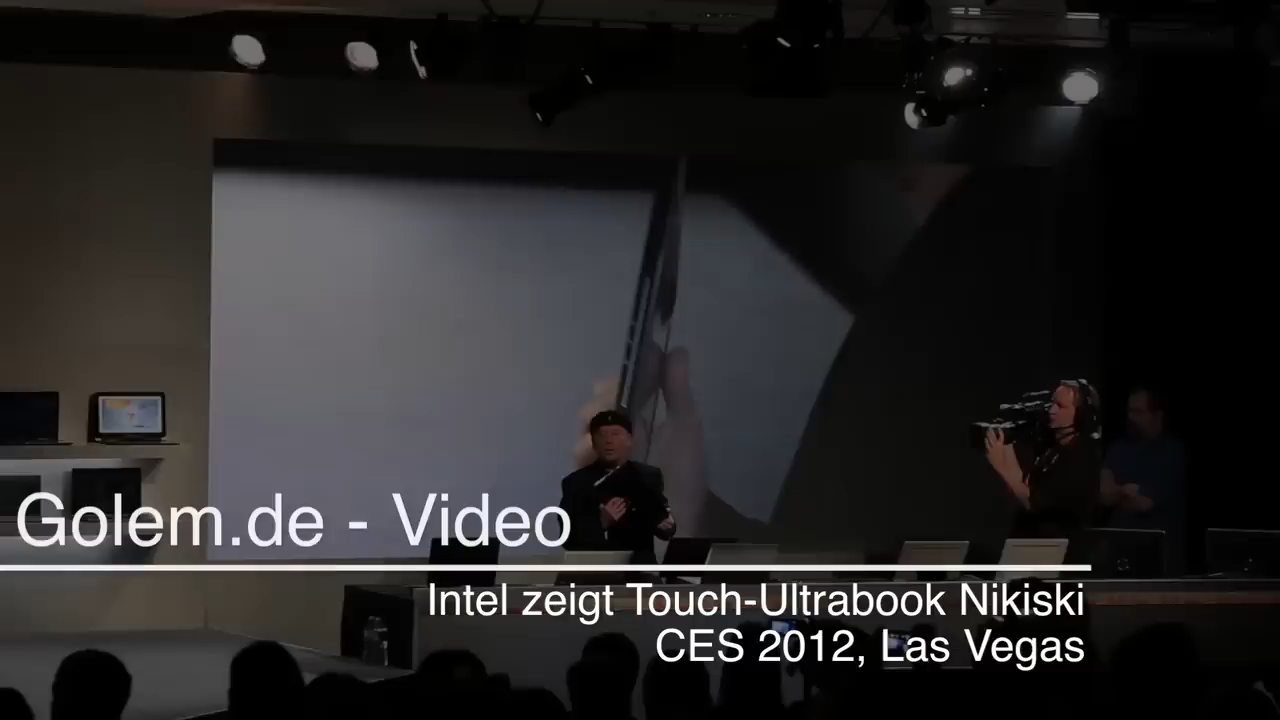 Golem.de - Video
Intel zeigt Touch-Ultrabook Nikiski
CES 2012, Las Vegas